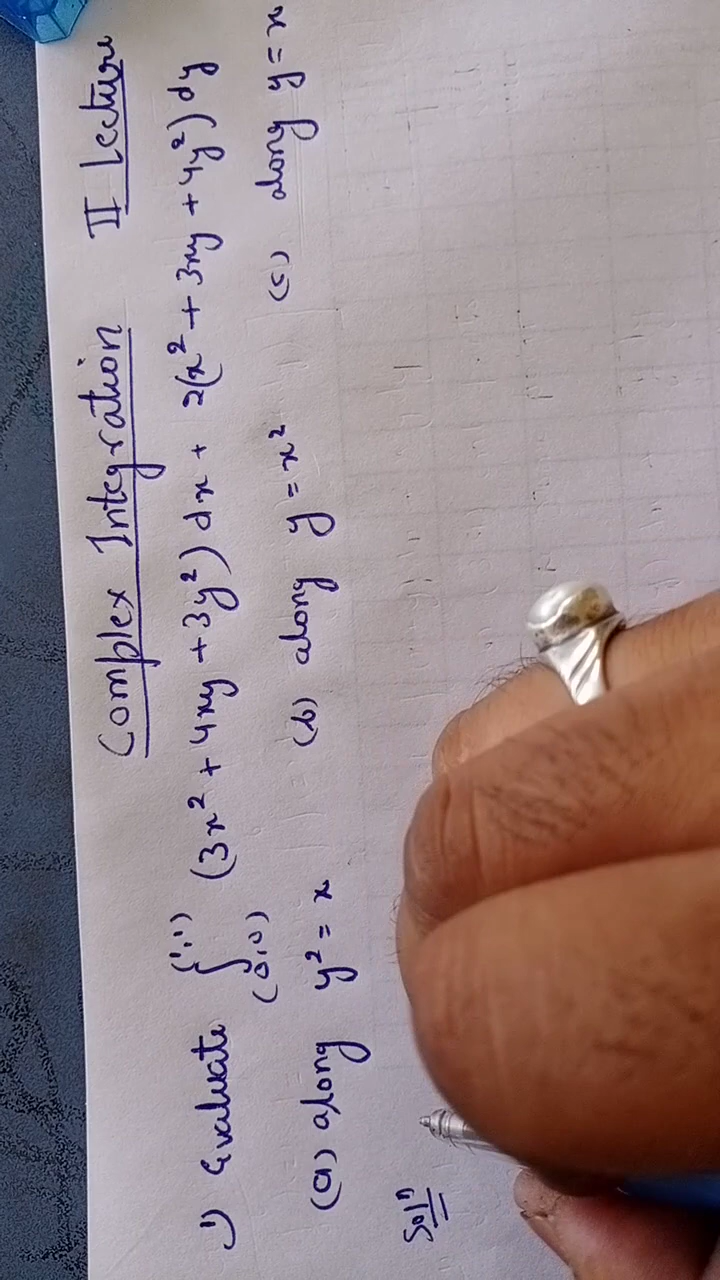 Complex Integration II Lecture
1) Evaluate ∫_(0,0)^(1,1) (3x² + 4xy + 3y²) dx + 2(x² + 3xy + 4y²) dy
(a) along y² = x (b) along y = x² (c) along y = x
Solⁿ